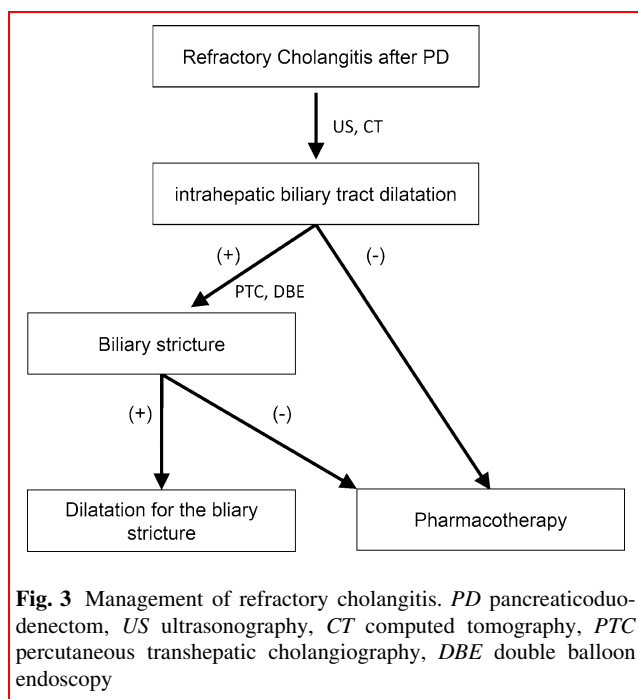 Refractory Cholangitis after PD
US, CT
intrahepatic biliary tract dilatation
(+)
(-)
PTC, DBE
Biliary stricture
(+)
(-)
Dilatation for the bliary
stricture
Pharmacotherapy
Fig. 3 Management of refractory cholangitis. PD pancreaticoduo-
denectom, US ultrasonography, CT computed tomography, PTC
percutaneous transhepatic cholangiography, DBE double balloon
endoscopy